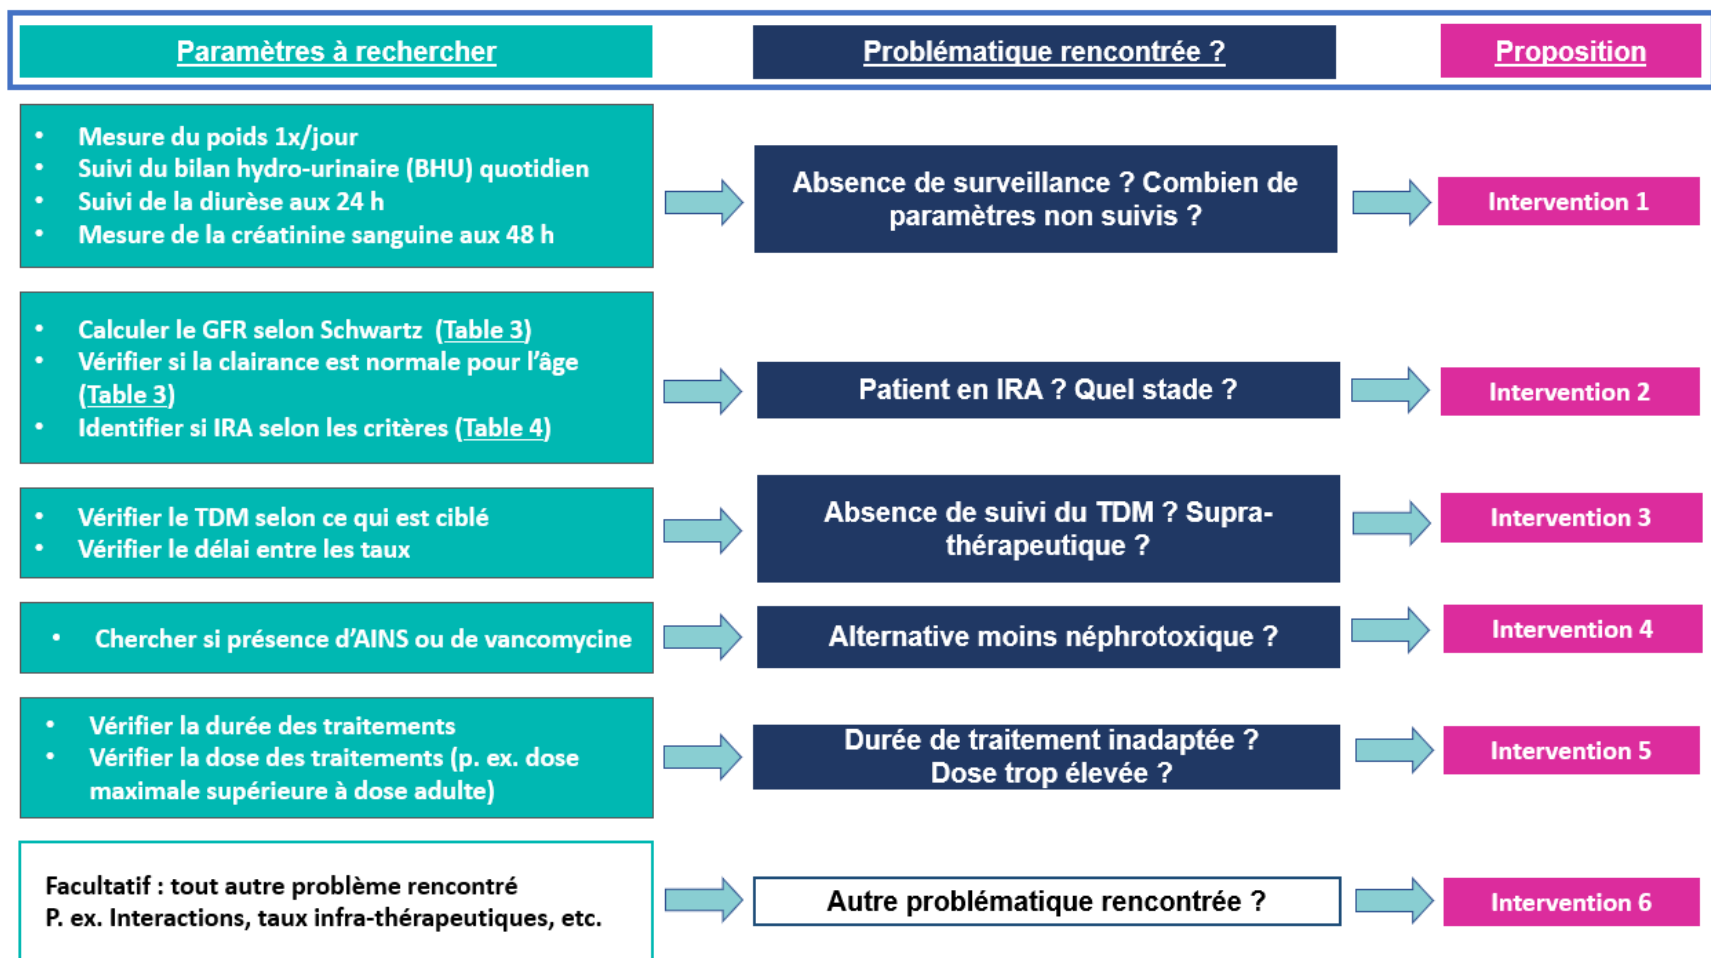 Paramètres à rechercher
Problématique rencontrée ?
Proposition
• Mesure du poids 1x/jour
• Suivi du bilan hydro-urinaire (BHU) quotidien
• Suivi de la diurèse aux 24 h
• Mesure de la créatinine sanguine aux 48 h
Absence de surveillance ? Combien de
paramètres non suivis ?
Intervention 1
• Calculer le GFR selon Schwartz (Table 3)
• Vérifier si la clairance est normale pour l'âge
(Table 3)
• Identifier si IRA selon les critères (Table 4)
Patient en IRA ? Quel stade ?
Intervention 2
• Vérifier le TDM selon ce qui est ciblé
• Vérifier le délai entre les taux
Absence de suivi du TDM ? Supra-
thérapeutique ?
Intervention 3
• Chercher si présence d'AINS ou de vancomycine
Alternative moins néphrotoxique ?
Intervention 4
• Vérifier la durée des traitements
• Vérifier la dose des traitements (p. ex. dose
maximale supérieure à dose adulte)
Durée de traitement inadaptée ?
Dose trop élevée ?
Intervention 5
Facultatif : tout autre problème rencontré
P. ex. Interactions, taux infra-thérapeutiques, etc.
Autre problématique rencontrée ?
Intervention 6